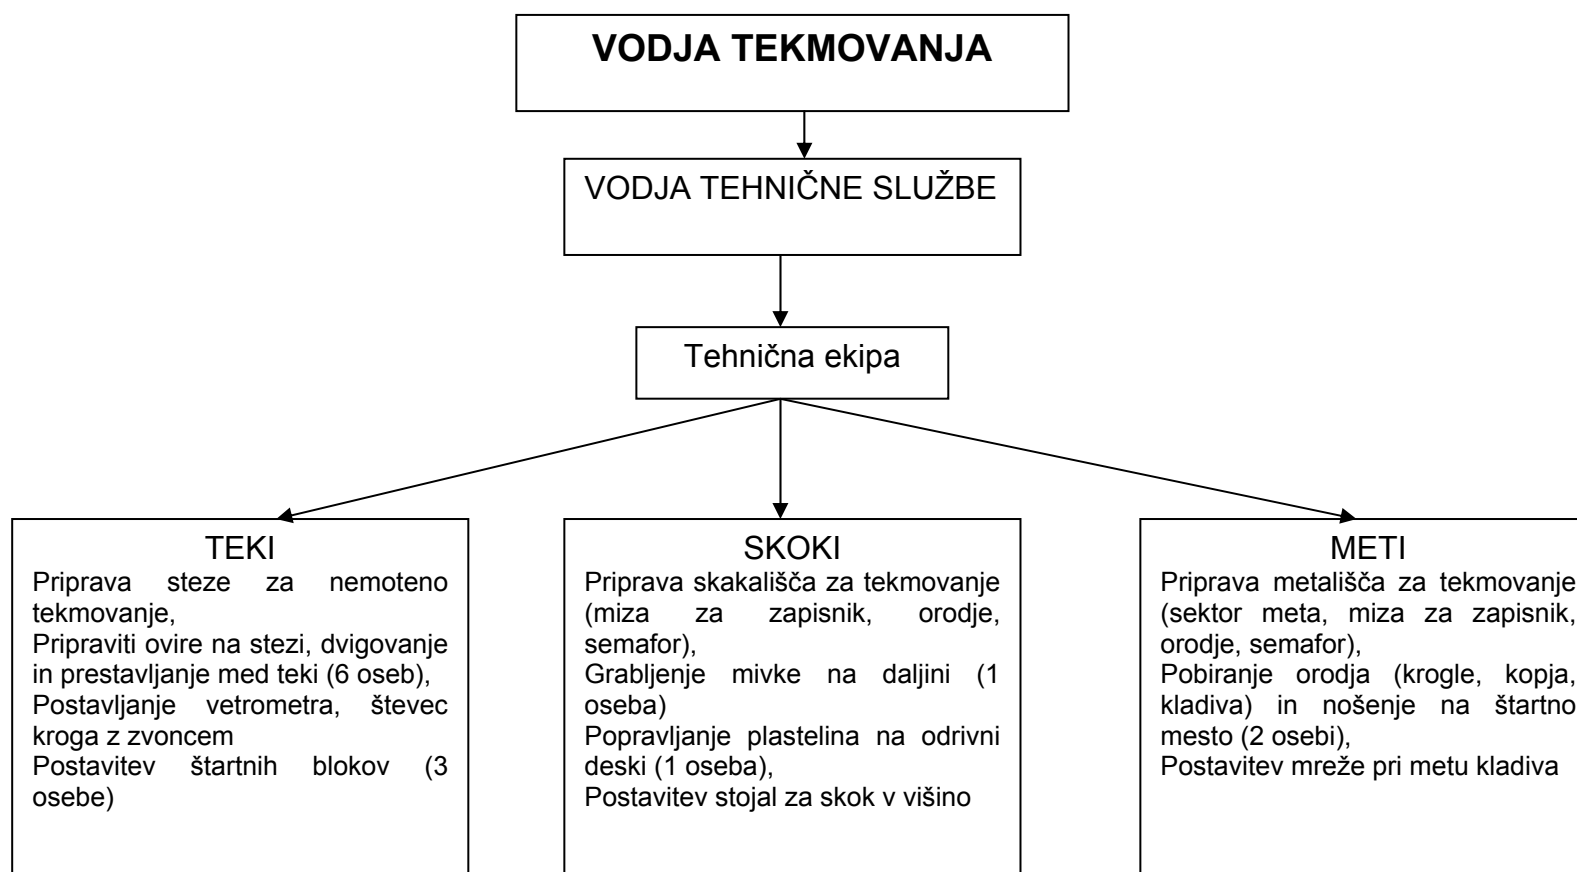 VODJA TEKMOVANJA
VODJA TEHNIČNE SLUŽBE
Tehnična ekipa
TEKI
Priprava steze za nemoteno
tekmovanje,
Pripraviti ovire na stezi, dvigovanje
in prestavljanje med teki (6 oseb),
Postavljanje vetrometra, števec
kroga z zvoncem
Postavitev štartnih blokov (3
osebe)
SKOKI
Priprava skakališča za tekmovanje
(miza za zapisnik, orodje,
semafor),
Grabljenje mivke na daljini (1
oseba)
Popravljanje plastelina na odrivni
deski (1 oseba),
Postavitev stojal za skok v višino
METI
Priprava metališča za tekmovanje
(sektor meta, miza za zapisnik,
orodje, semafor),
Pobiranje orodja (krogle, kopja,
kladiva) in nošenje na štartno
mesto (2 osebi),
Postavitev mreže pri metu kladiva